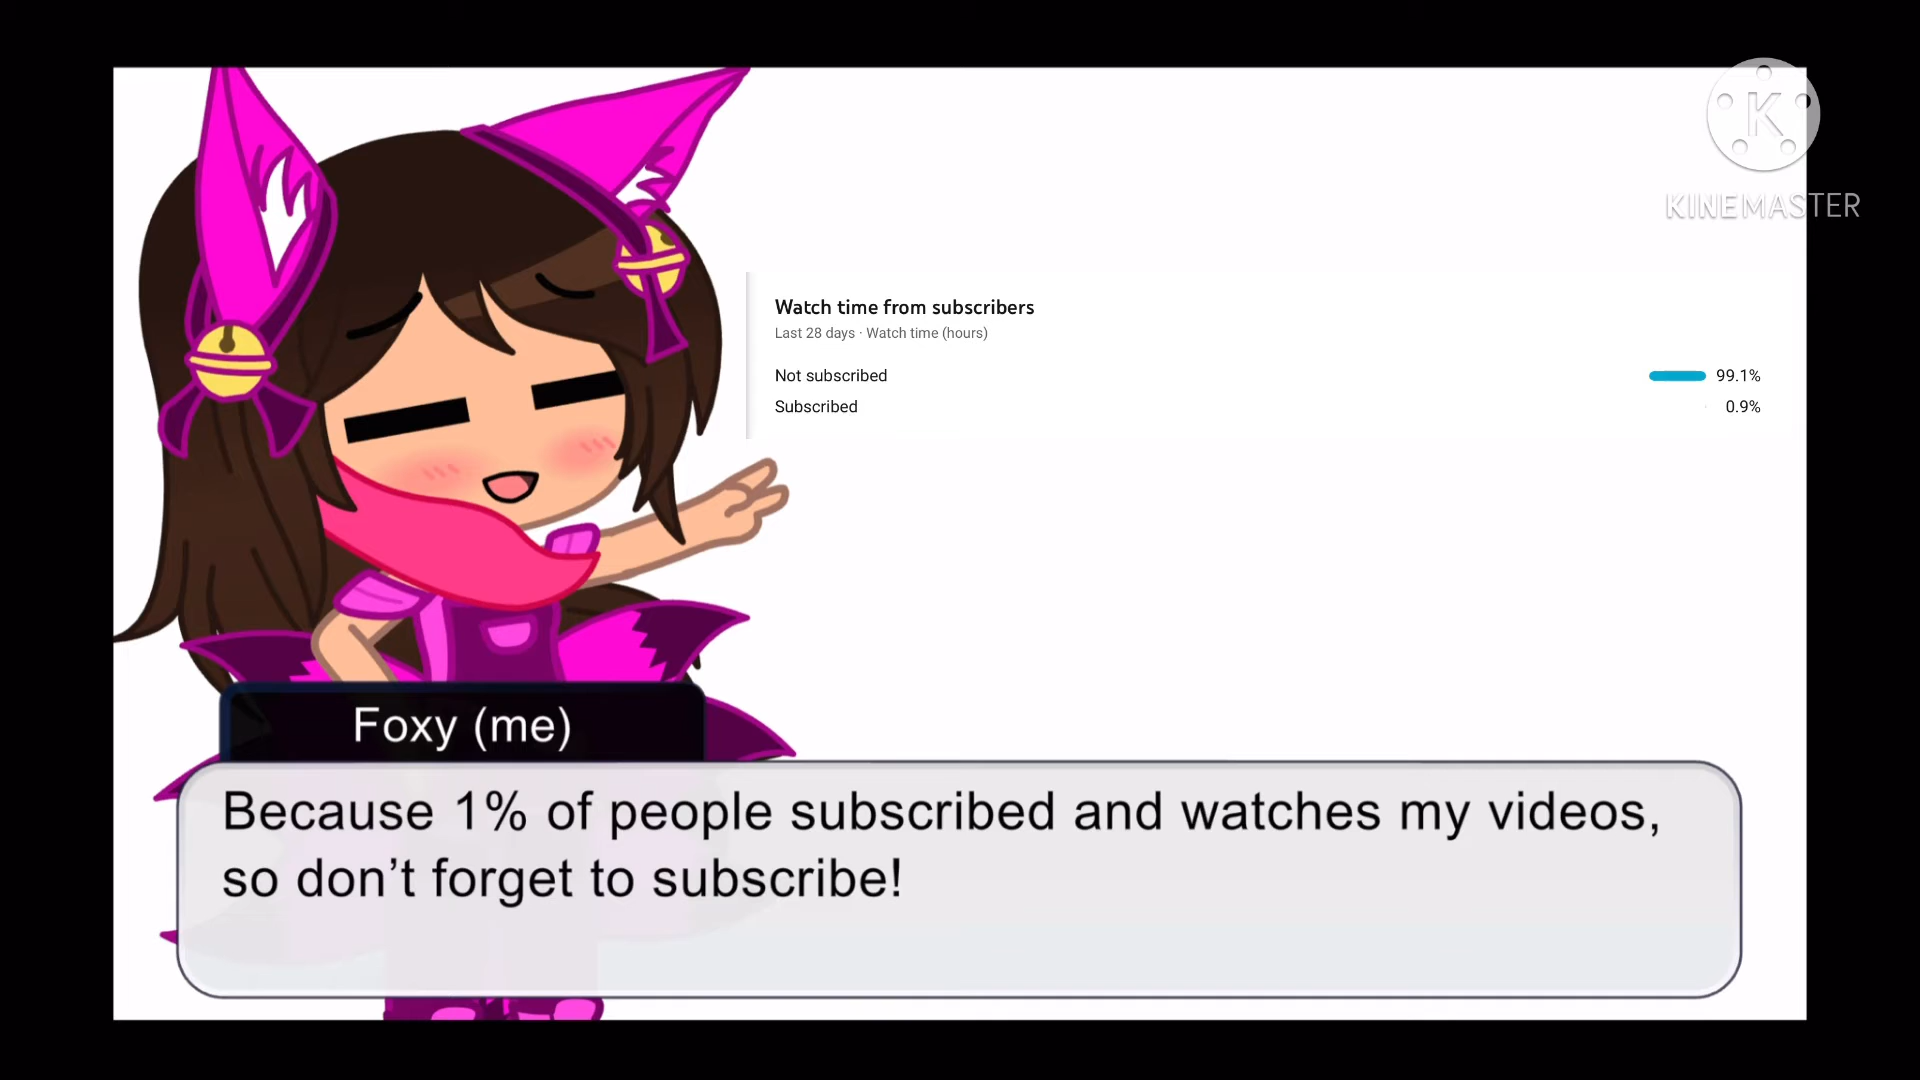 K
KINEMASTER
Watch time from subscribers
Last 28 days · Watch time (hours)
Not subscribed 99.1%
Subscribed 0.9%
Foxy (me)
Because 1% of people subscribed and watches my videos,
so don’t forget to subscribe!